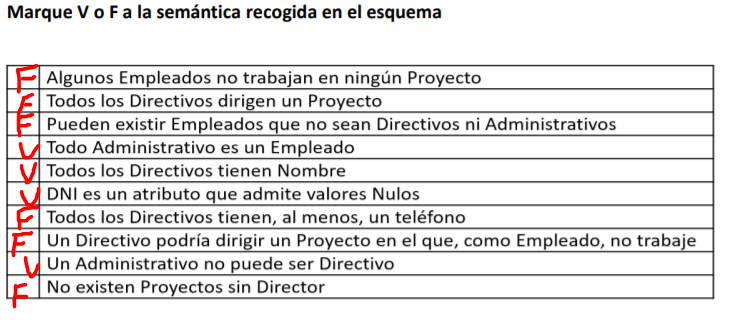 Marque V o F a la semántica recogida en el esquema
F Algunos Empleados no trabajan en ningún Proyecto
F Todos los Directivos dirigen un Proyecto
F Pueden existir Empleados que no sean Directivos ni Administrativos
V Todo Administrativo es un Empleado
V Todos los Directivos tienen Nombre
V DNI es un atributo que admite valores Nulos
F Todos los Directivos tienen, al menos, un teléfono
F Un Directivo podría dirigir un Proyecto en el que, como Empleado, no trabaje
V Un Administrativo no puede ser Directivo
F No existen Proyectos sin Director